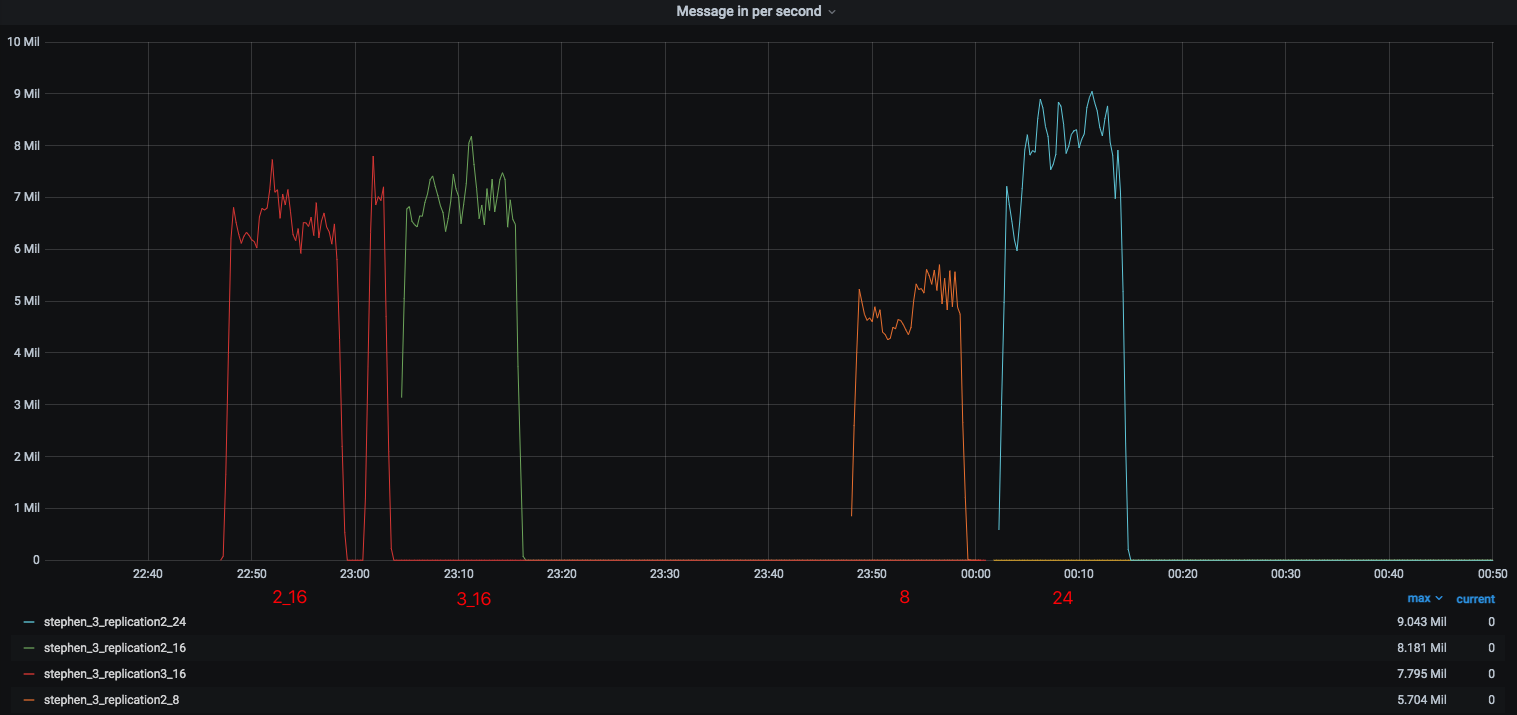 Message in per second
10 Mil
9 Mil
8 Mil
7 Mil
6 Mil
5 Mil
4 Mil
3 Mil
2 Mil
1 Mil
0
22:40 22:50 23:00 23:10 23:20 23:30 23:40 23:50 00:00 00:10 00:20 00:30 00:40 00:50
2_16 3_16 8 24
max current
stephen_3_replication2_24 9.043 Mil 0
stephen_3_replication2_16 8.181 Mil 0
stephen_3_replication3_16 7.795 Mil 0
stephen_3_replication2_8 5.704 Mil 0